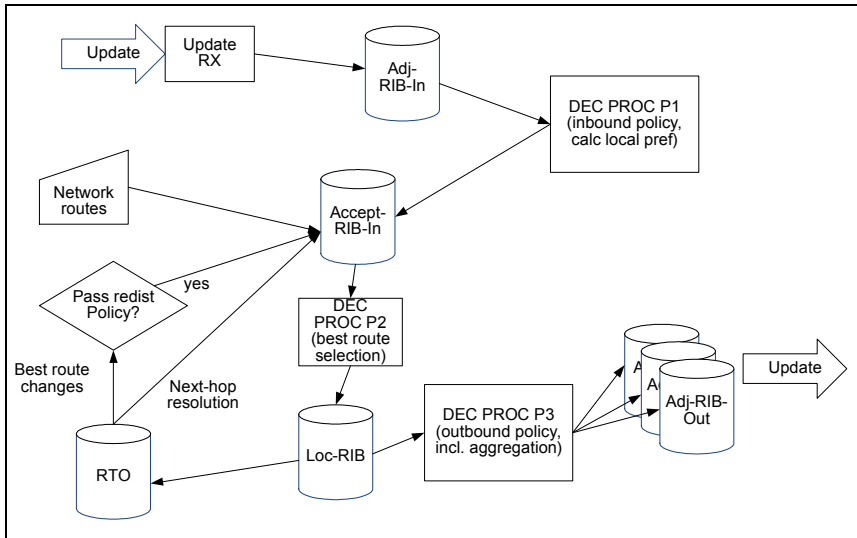 Update
Update
RX
Adj-
RIB-In
DEC PROC P1
(inbound policy,
calc local pref)
Network
routes
Accept-
RIB-In
Pass redist
Policy?
yes
DEC
PROC P2
(best route
selection)
Best route
changes
Next-hop
resolution
RTO
Loc-RIB
DEC PROC P3
(outbound policy,
incl. aggregation)
A
A
Adj-RIB-
Out
Update